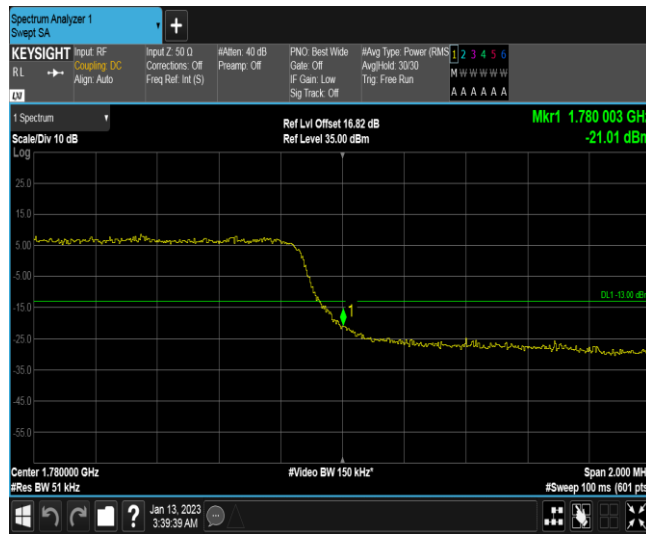 Spectrum Analyzer 1
Swept SA
+
KEYSIGHT Input: RF Input Z: 50 Ω #Atten: 40 dB PNO: Best Wide #Avg Type: Power (RMS 1 2 3 4 5 6
RL Coupling: DC Corrections: Off Preamp: Off Gate: Off Avg|Hold: 30/30 M W W W W W
Align: Auto Freq Ref: Int (S) IF Gain: Low Trig: Free Run
LXI Sig Track: Off A A A A A A
1 Spectrum Ref Lvl Offset 16.82 dB Mkr1 1.780 003 GHz
Scale/Div 10 dB Ref Level 35.00 dBm -21.01 dBm
Log
25.0
15.0
5.00
-5.00
DL1 -13.00 dBm
-15.0 1
-25.0
-35.0
-45.0
-55.0
Center 1.780000 GHz #Video BW 150 kHz* Span 2.000 MH
#Res BW 51 kHz #Sweep 100 ms (601 pts
? Jan 13, 2023
3:39:39 AM